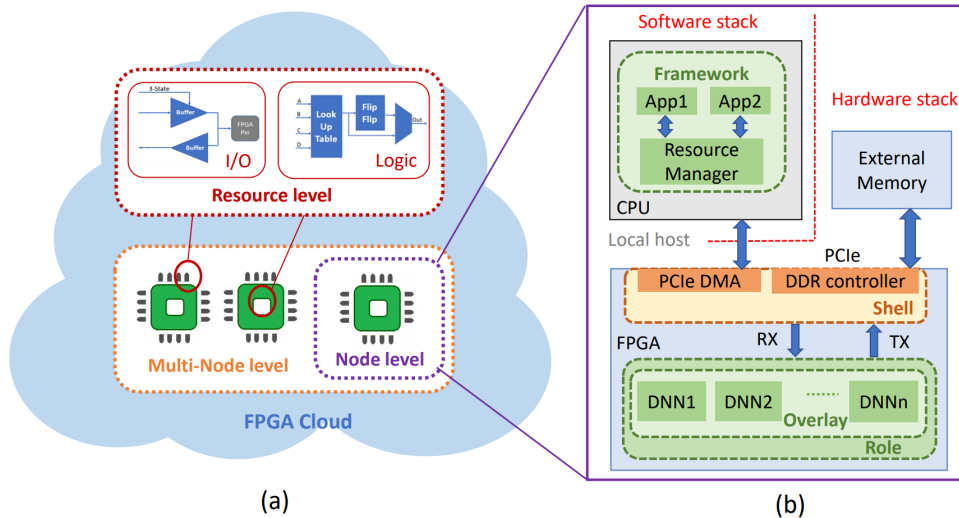 3-State
Buffer
FPGA
Pin
Buffer
I/O
A
B
C
D
Look
Up
Table
Flip
Flip
Out
Logic
Resource level
Multi-Node level
Node level
FPGA Cloud
(a)
Software stack
Framework
App1
App2
Resource
Manager
CPU
Local host
Hardware stack
External
Memory
PCIe
PCIe DMA
DDR controller
Shell
FPGA
RX
TX
DNN1
DNN2
DNNn
Overlay
Role
(b)